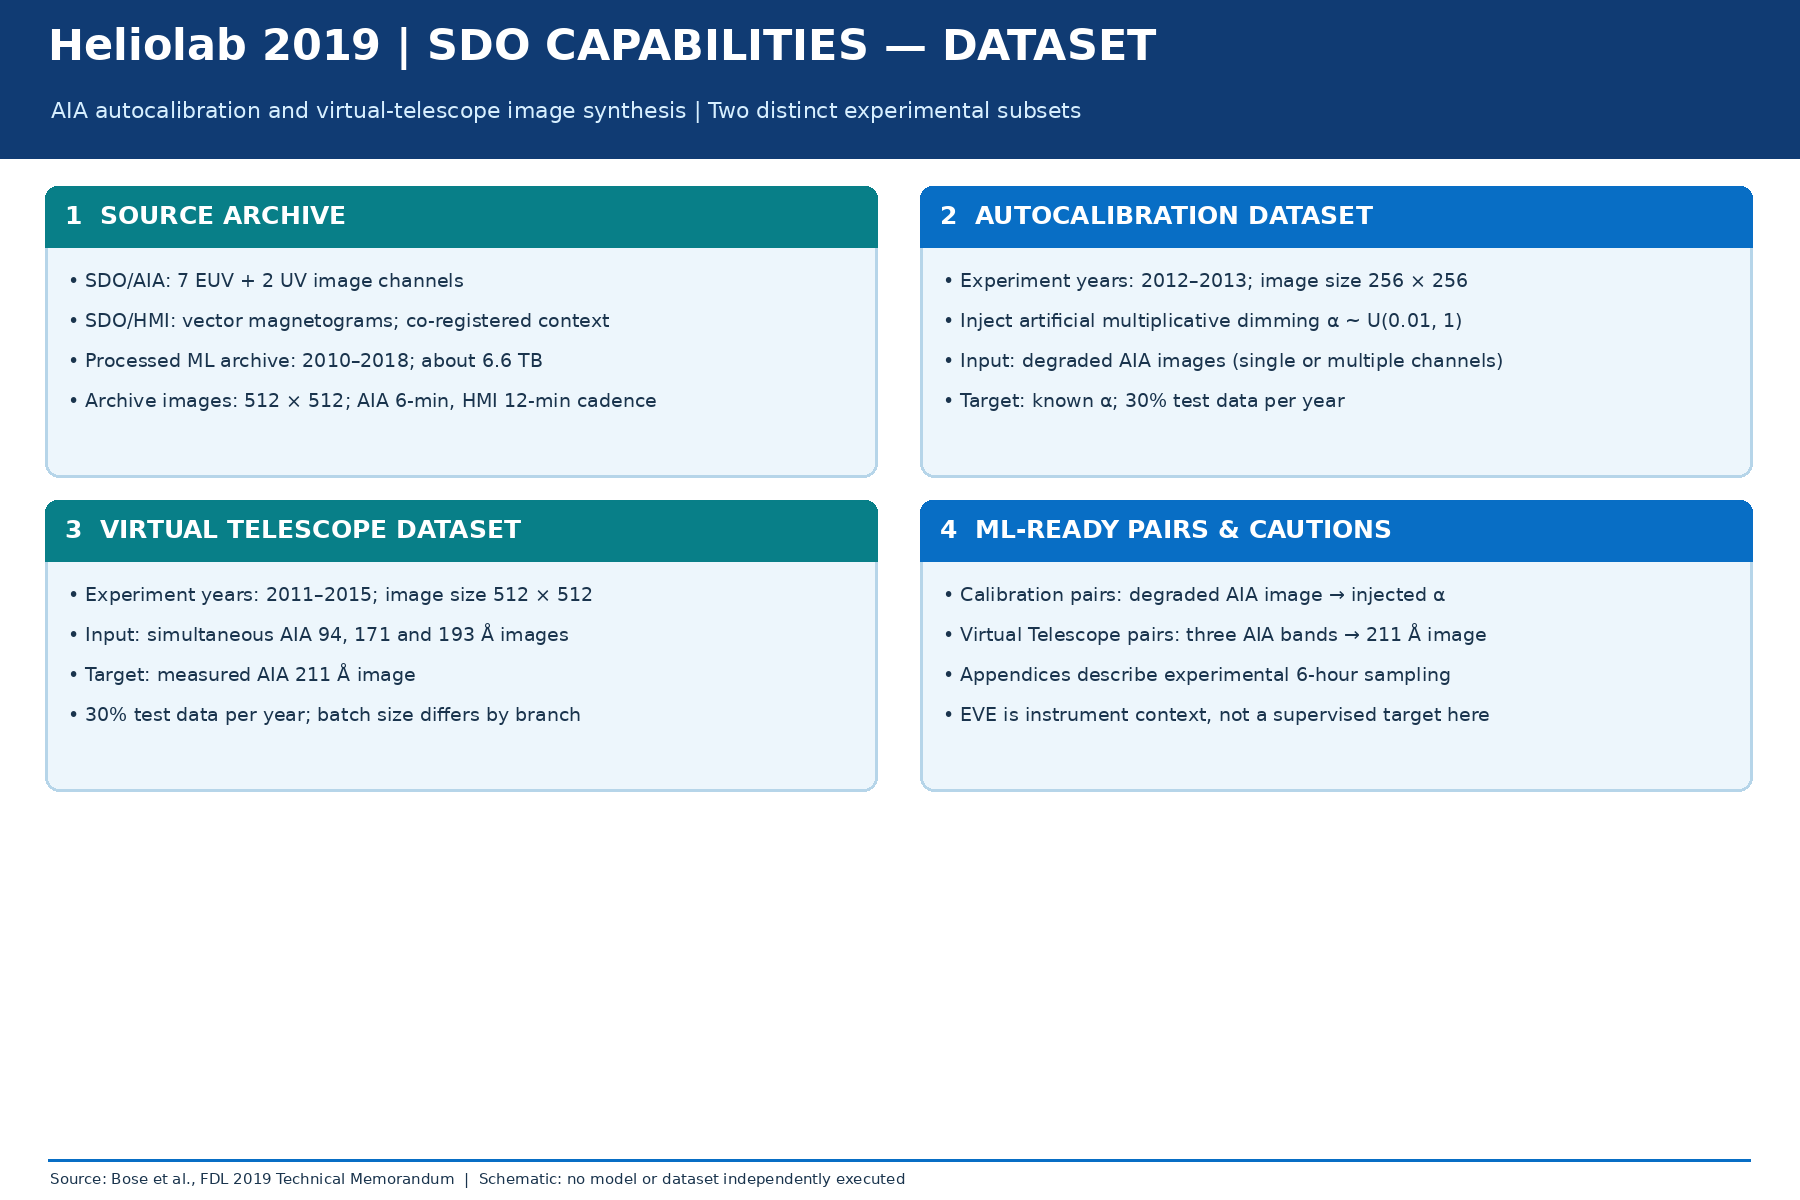 Heliolab 2019 | SDO CAPABILITIES — DATASET
AIA autocalibration and virtual-telescope image synthesis | Two distinct experimental subsets
1 SOURCE ARCHIVE
• SDO/AIA: 7 EUV + 2 UV image channels
• SDO/HMI: vector magnetograms; co-registered context
• Processed ML archive: 2010–2018; about 6.6 TB
• Archive images: 512 × 512; AIA 6-min, HMI 12-min cadence
2 AUTOCALIBRATION DATASET
• Experiment years: 2012–2013; image size 256 × 256
• Inject artificial multiplicative dimming α ~ U(0.01, 1)
• Input: degraded AIA images (single or multiple channels)
• Target: known α; 30% test data per year
3 VIRTUAL TELESCOPE DATASET
• Experiment years: 2011–2015; image size 512 × 512
• Input: simultaneous AIA 94, 171 and 193 Å images
• Target: measured AIA 211 Å image
• 30% test data per year; batch size differs by branch
4 ML-READY PAIRS & CAUTIONS
• Calibration pairs: degraded AIA image → injected α
• Virtual Telescope pairs: three AIA bands → 211 Å image
• Appendices describe experimental 6-hour sampling
• EVE is instrument context, not a supervised target here
Source: Bose et al., FDL 2019 Technical Memorandum | Schematic: no model or dataset independently executed